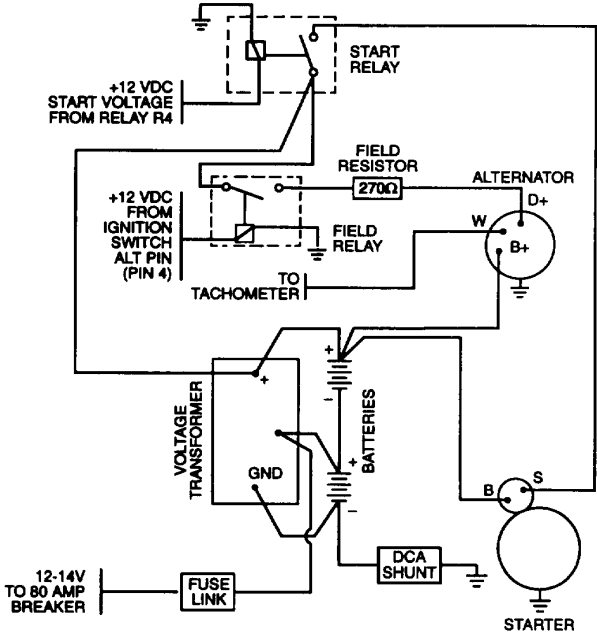 START
RELAY
+12 VDC
START VOLTAGE
FROM RELAY R4
FIELD
RESISTOR
270Ω
ALTERNATOR
D+
W
B+
+12 VDC
FROM
IGNITION
SWITCH
ALT PIN
(PIN 4)
FIELD
RELAY
TO
TACHOMETER
+
+
−
VOLTAGE
TRANSFORMER
BATTERIES
+
GND
−
B
S
12-14V
TO 80 AMP
BREAKER
FUSE
LINK
DCA
SHUNT
STARTER